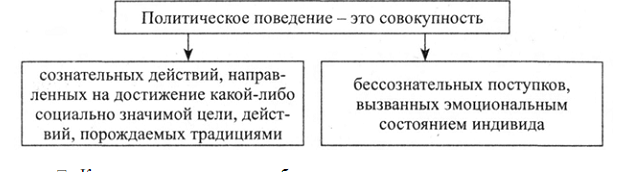 Политическое поведение – это совокупность
сознательных действий, направ-
ленных на достижение какой-либо
социально значимой цели, дейст-
вий, порождаемых традициями
бессознательных поступков,
вызванных эмоциональным
состоянием индивида